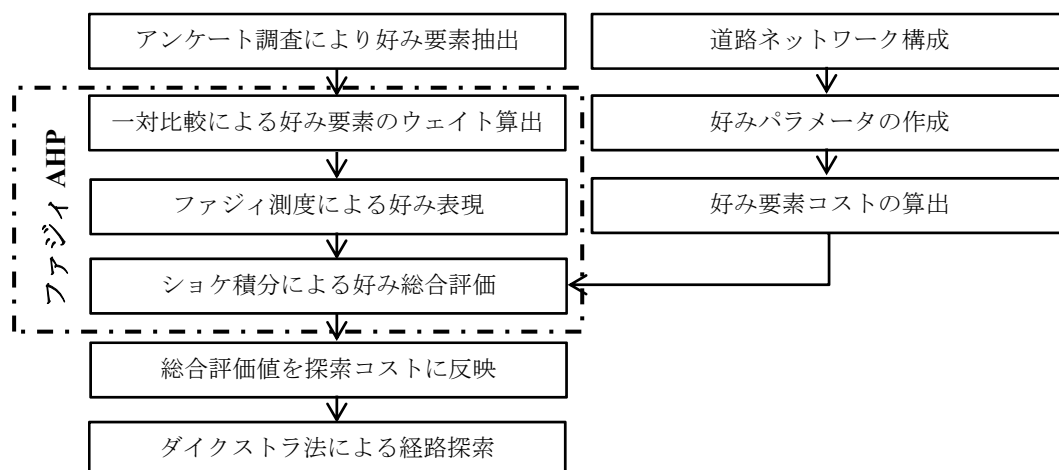 アンケート調査により好み要素抽出
一対比較による好み要素のウェイト算出
ファジィ測度による好み表現
ショケ積分による好み総合評価
総合評価値を探索コストに反映
ダイクストラ法による経路探索
ファジィ AHP
道路ネットワーク構成
好みパラメータの作成
好み要素コストの算出